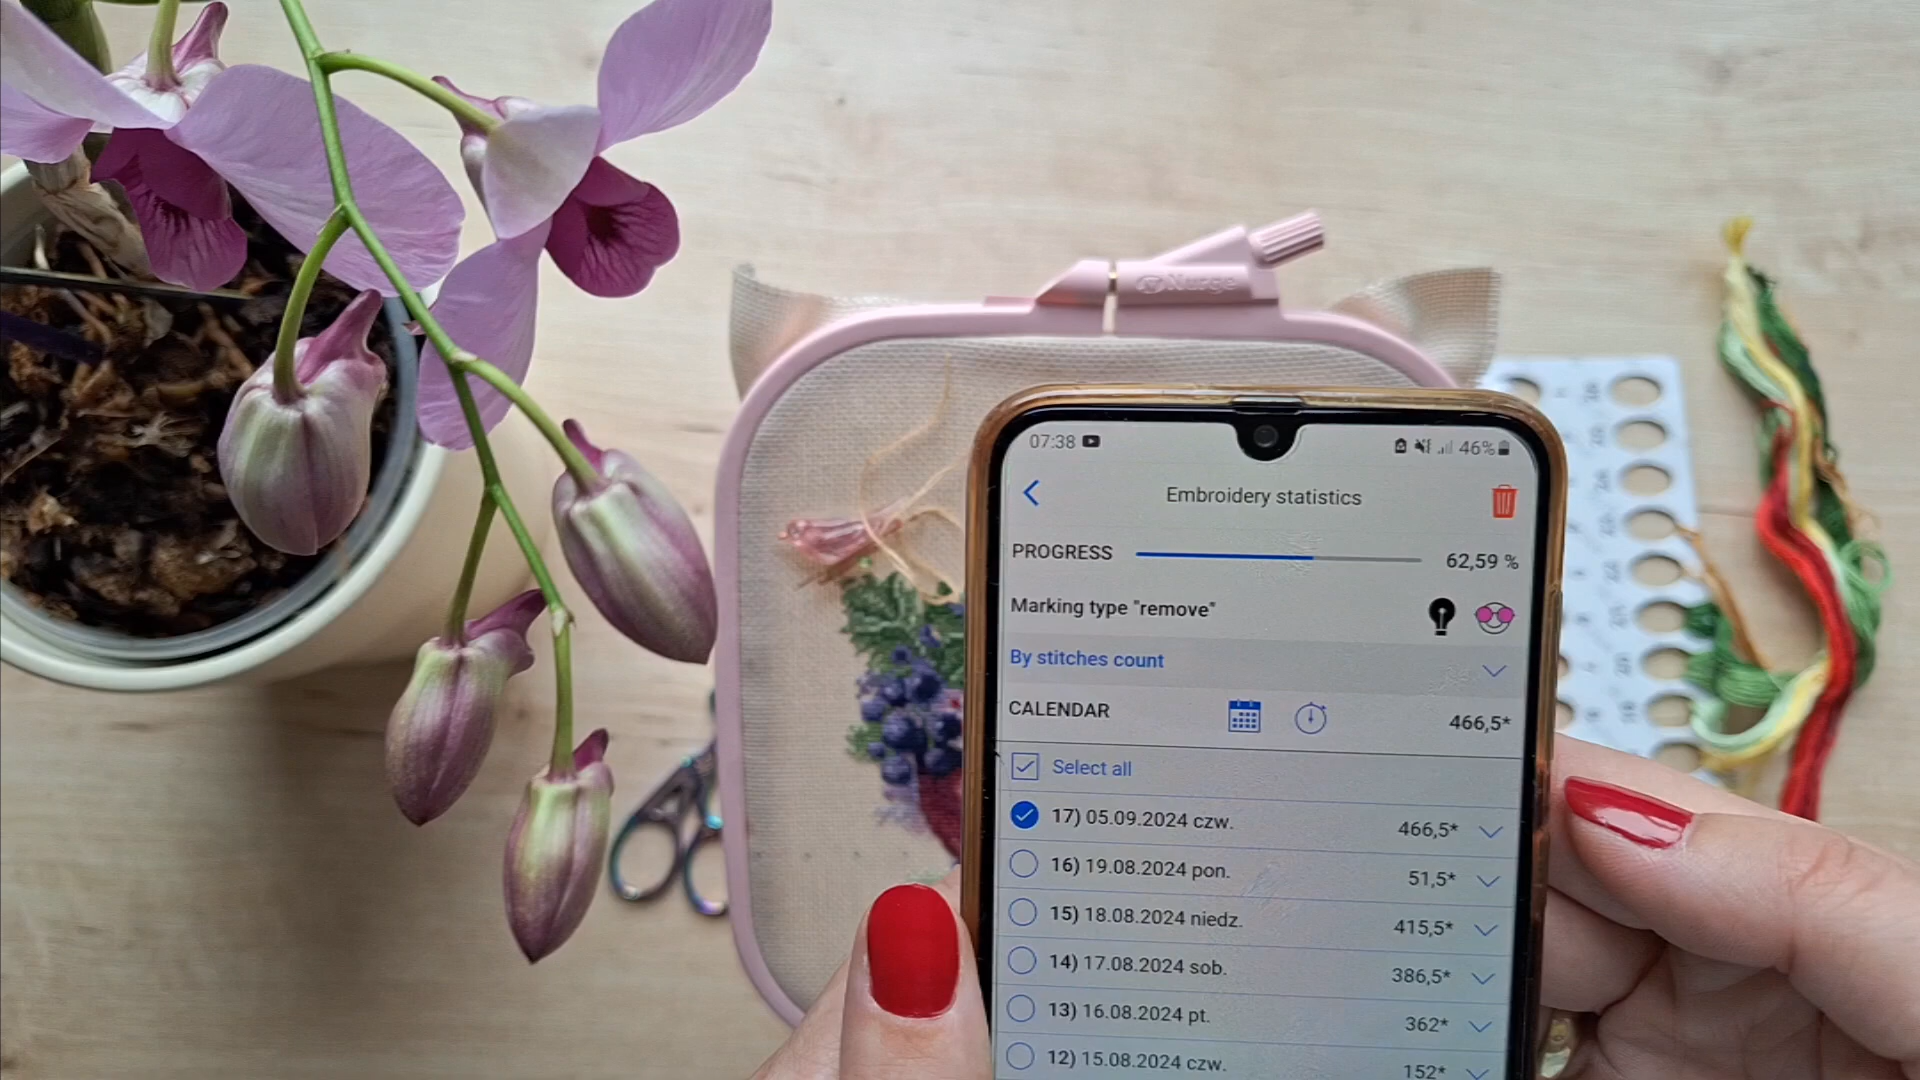 Nurge
07:38 46%
Embroidery statistics
PROGRESS 62,59 %
Marking type "remove"
By stitches count
CALENDAR 466,5*
Select all
17) 05.09.2024 czw. 466,5*
16) 19.08.2024 pon. 51,5*
15) 18.08.2024 niedz. 415,5*
14) 17.08.2024 sob. 386,5*
13) 16.08.2024 pt. 362*
12) 15.08.2024 czw. 152*